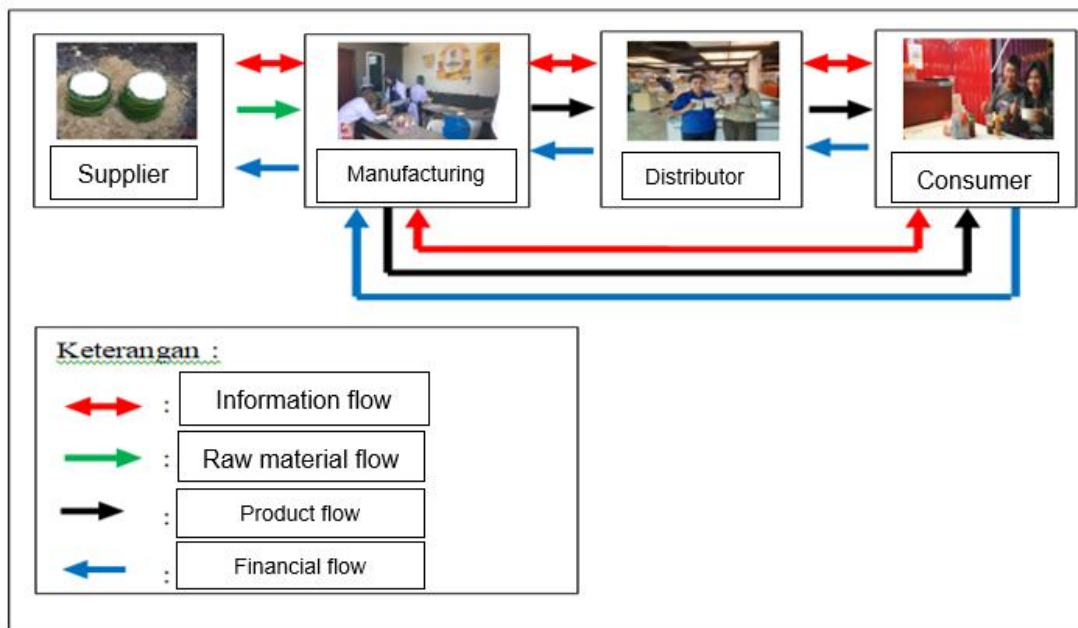 Supplier
Manufacturing
Distributor
Consumer
Keterangan :
: Information flow
: Raw material flow
: Product flow
: Financial flow